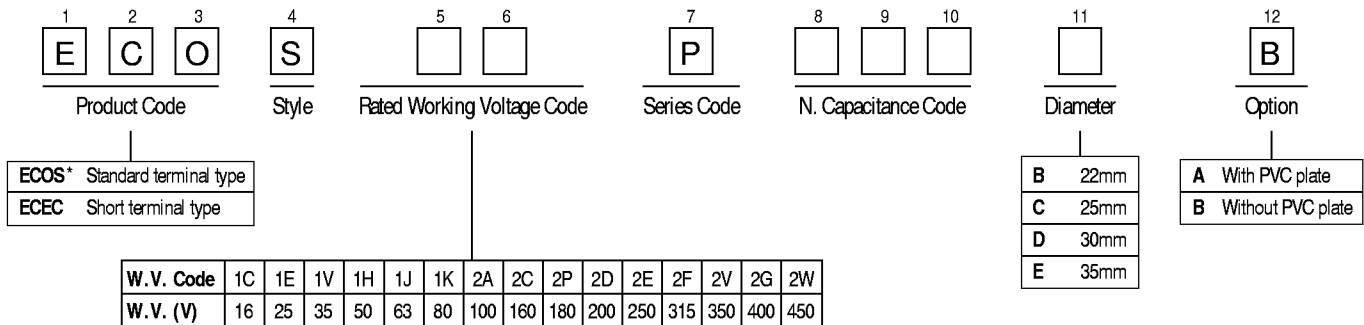 1 2 3 4 5 6 7 8 9 10 11 12
E C O S P B
Product Code Style Rated Working Voltage Code Series Code N. Capacitance Code Diameter Option
ECOS* Standard terminal type
ECEC Short terminal type
B 22mm
C 25mm
D 30mm
E 35mm
A With PVC plate
B Without PVC plate
W.V. Code 1C 1E 1V 1H 1J 1K 2A 2C 2P 2D 2E 2F 2V 2G 2W
W.V. (V) 16 25 35 50 63 80 100 160 180 200 250 315 350 400 450